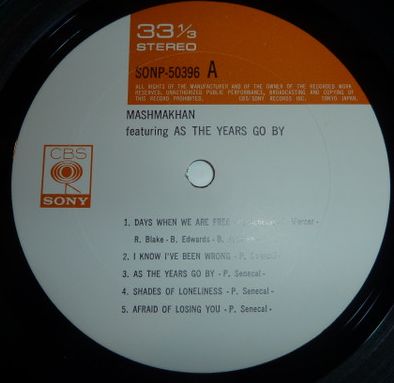 33 1/3
STEREO
SONP-50396 A
ALL RIGHTS OF THE MANUFACTURER AND OF THE OWNER OF THE RECORDED WORK
RESERVED. UNAUTHORIZED PUBLIC PERFORMANCE, BROADCASTING AND COPYING OF
THIS RECORD PROHIBITED. CBS/SONY RECORDS INC. TOKYO JAPAN.
MASHMAKHAN
featuring AS THE YEARS GO BY
CBS
SONY
1. DAYS WHEN WE ARE FREE - Mercer -
R. Blake - B. Edwards - B.
2. I KNOW I'VE BEEN WRONG - P. Senecal -
3. AS THE YEARS GO BY - P. Senecal -
4. SHADES OF LONELINESS - P. Senecal -
5. AFRAID OF LOSING YOU - P. Senecal -